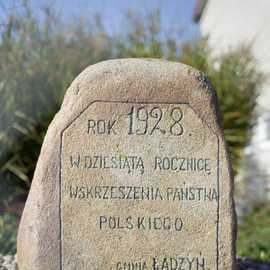 ROK 1928.
W DZIESIĄTĄ ROCZNICĘ
WSKRZESZENIA PAŃSTWA
POLSKIEGO
GMINA ŁADZYN